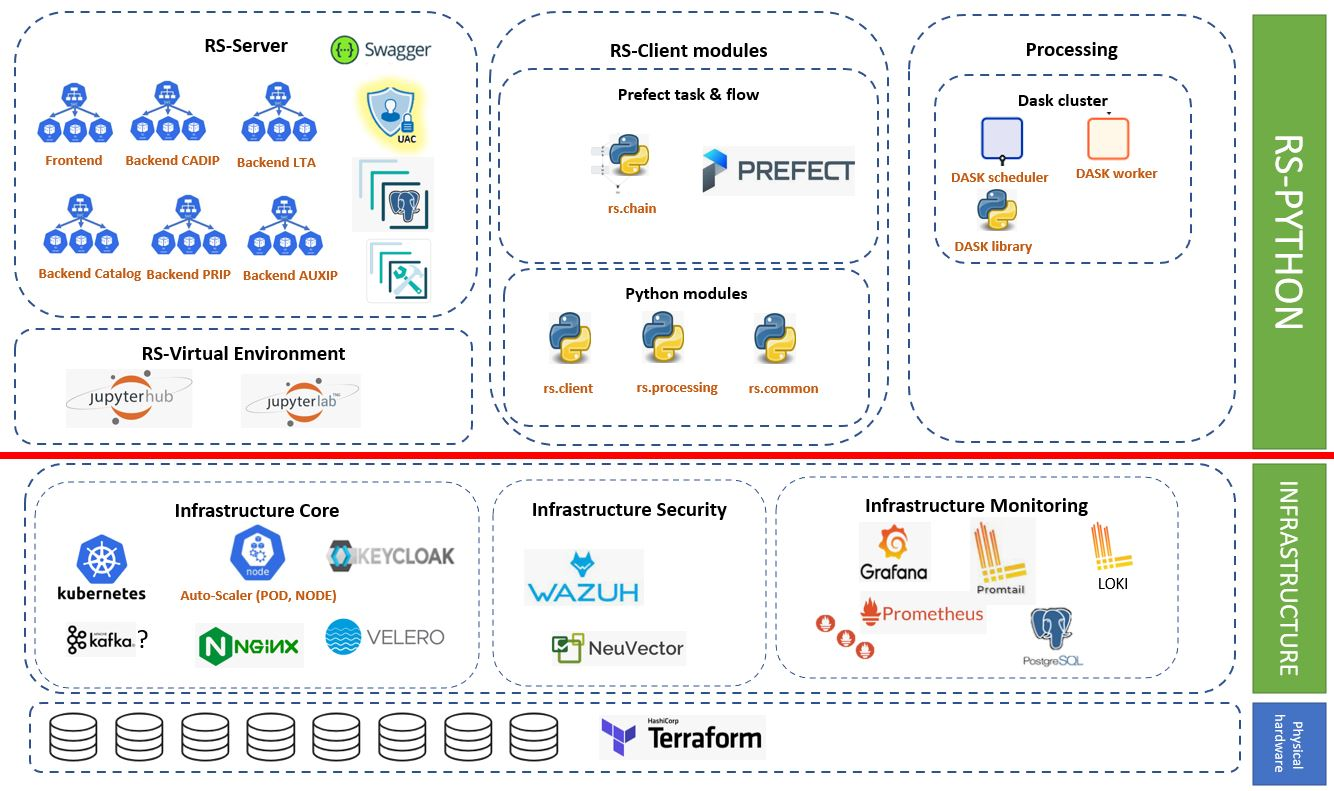 RS-Server
Swagger
UAC
Frontend
Backend CADIP
Backend LTA
Backend Catalog
Backend PRIP
Backend AUXIP
RS-Virtual Environment
jupyterhub
jupyterlab
RS-Client modules
Prefect task & flow
rs.chain
PREFECT
Python modules
rs.client
rs.processing
rs.common
Processing
Dask cluster
DASK scheduler
DASK worker
DASK library
RS-PYTHON
Infrastructure Core
kubernetes
node
Auto-Scaler (POD, NODE)
KEYCLOAK
kafka ?
NGINX
VELERO
Infrastructure Security
WAZUH
NeuVector
Infrastructure Monitoring
Grafana
Promtail
LOKI
Prometheus
PostgreSQL
INFRASTRUCTURE
HashiCorp
Terraform
Physical
hardware